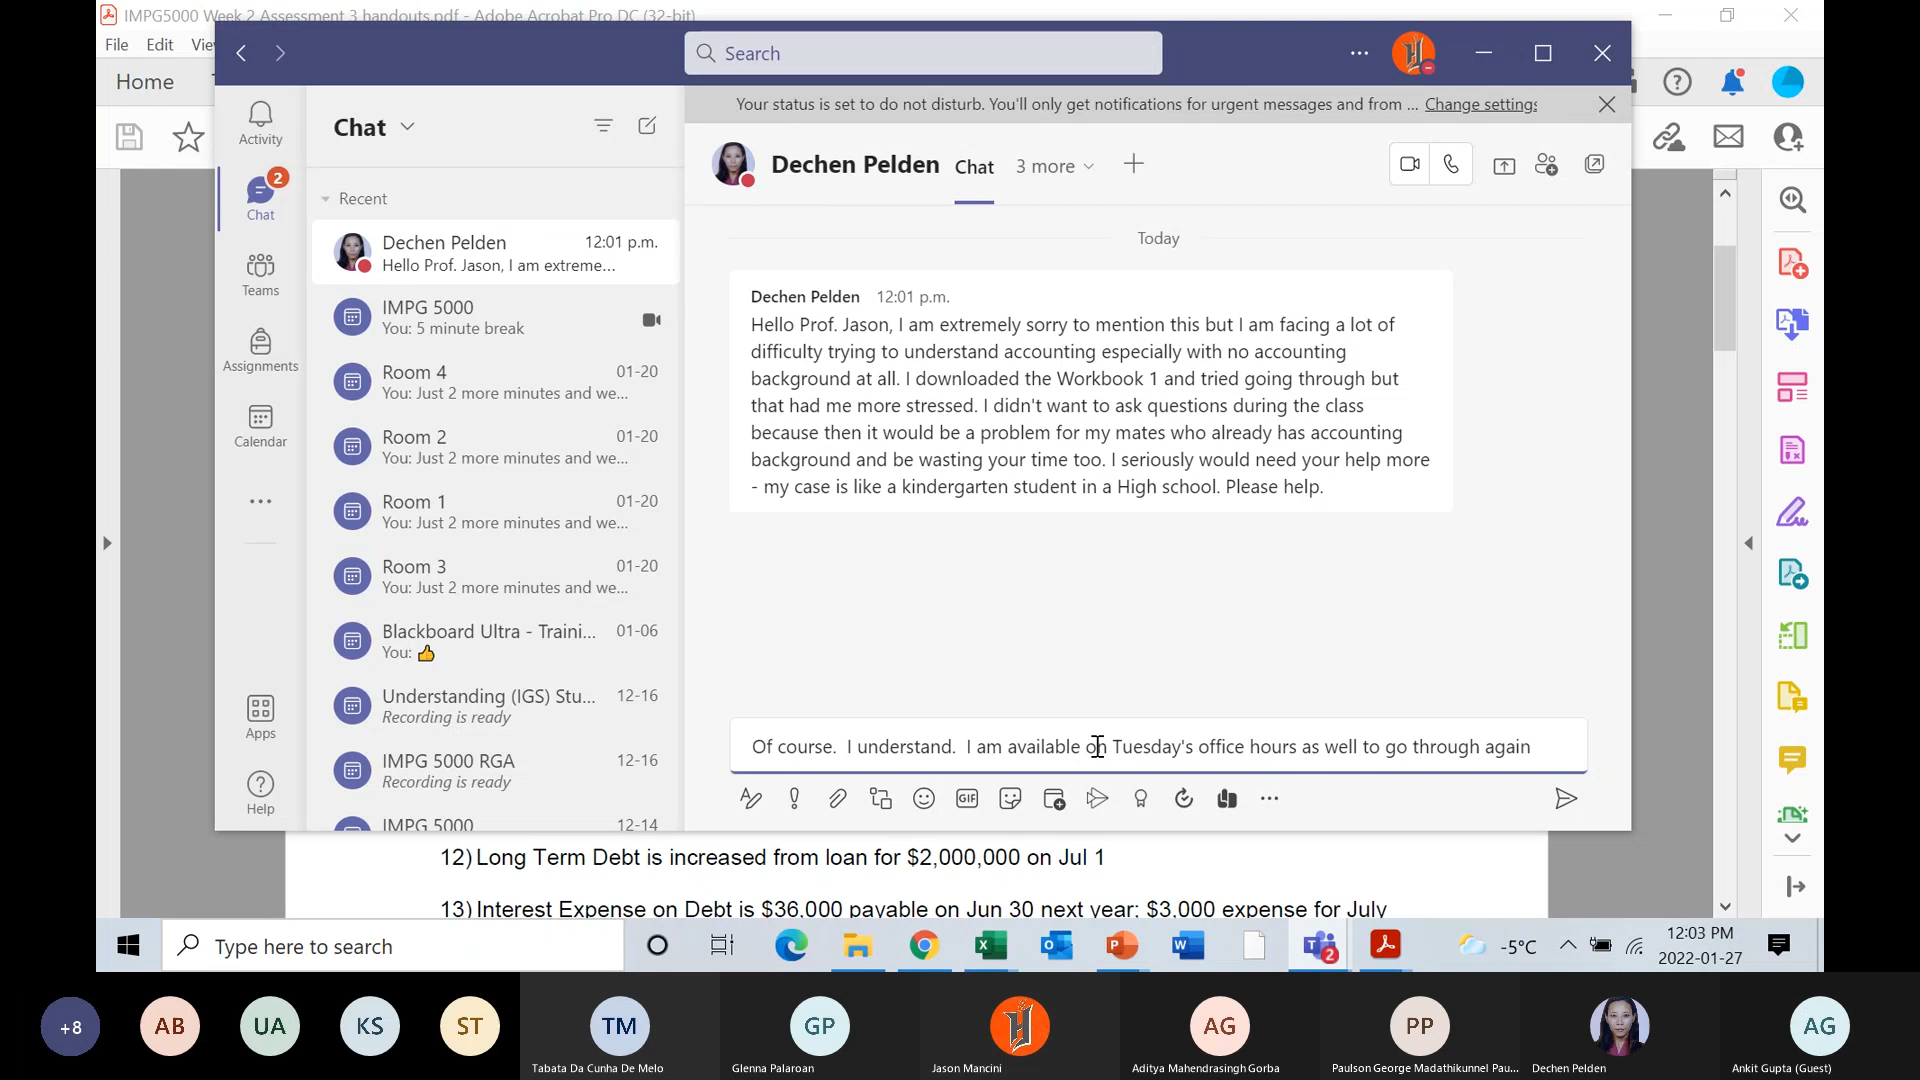 IMPG5000 Week 2 Assessment 3 handouts.pdf - Adobe Acrobat Pro DC (32-bit)
File Edit
Home
Search
Your status is set to do not disturb. You'll only get notifications for urgent messages and from ... Change settings
Activity
Chat
2
Chat
Teams
Assignments
Calendar
Apps
Help
Recent
Dechen Pelden 12:01 p.m.
Hello Prof. Jason, I am extreme...
IMPG 5000
You: 5 minute break
Room 4 01-20
You: Just 2 more minutes and we...
Room 2 01-20
You: Just 2 more minutes and we...
Room 1 01-20
You: Just 2 more minutes and we...
Room 3 01-20
You: Just 2 more minutes and we...
Blackboard Ultra - Traini... 01-06
You: 👍
Understanding (IGS) Stu... 12-16
Recording is ready
IMPG 5000 RGA 12-16
Recording is ready
IMPG 5000 12-14
Dechen Pelden Chat 3 more
Today
Dechen Pelden 12:01 p.m.
Hello Prof. Jason, I am extremely sorry to mention this but I am facing a lot of
difficulty trying to understand accounting especially with no accounting
background at all. I downloaded the Workbook 1 and tried going through but
that had me more stressed. I didn't want to ask questions during the class
because then it would be a problem for my mates who already has accounting
background and be wasting your time too. I seriously would need your help more
- my case is like a kindergarten student in a High school. Please help.
Of course.  I understand.  I am available on Tuesday's office hours as well to go through again
GIF
12) Long Term Debt is increased from loan for $2,000,000 on Jul 1
13) Interest Expense on Debt is $36,000 payable on Jun 30 next year; $3,000 expense for July
Type here to search
2
-5°C
12:03 PM
2022-01-27
+8
AB
UA
KS
ST
TM
GP
AG
PP
AG
Tabata Da Cunha De Melo
Glenna Palaroan
Jason Mancini
Aditya Mahendrasingh Gorba
Paulson George Madathikunnel Pau...
Dechen Pelden
Ankit Gupta (Guest)